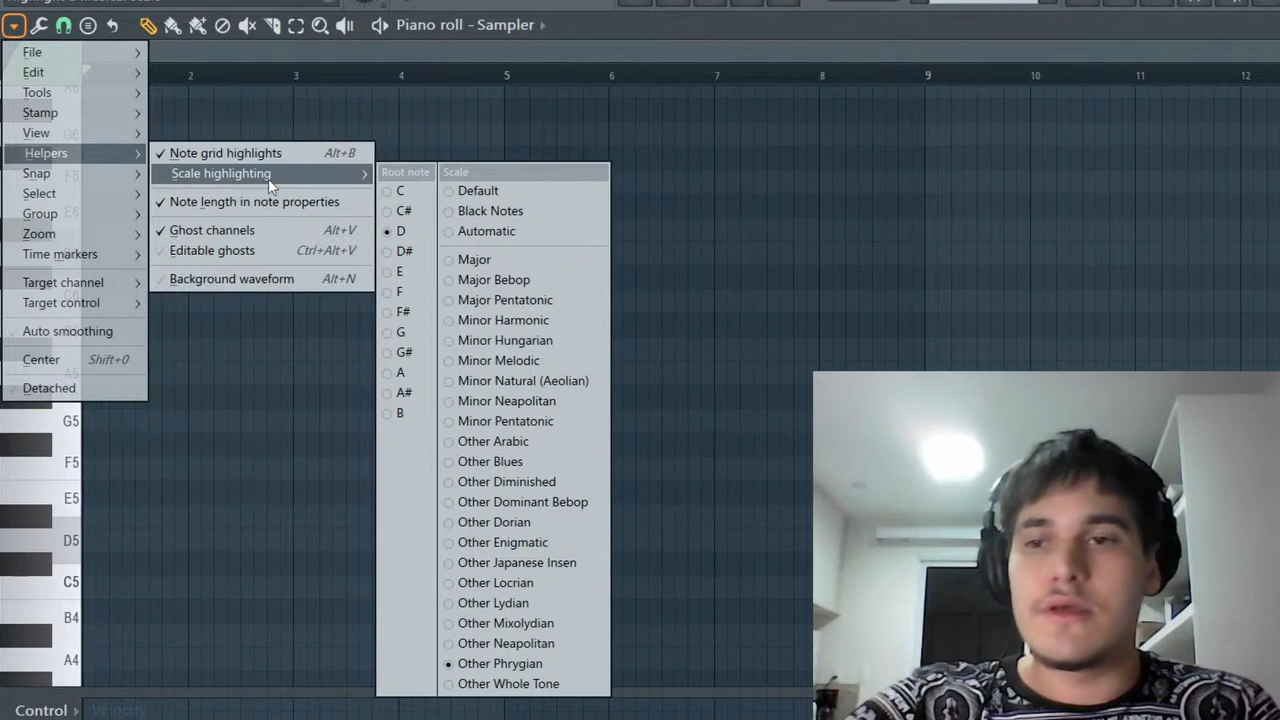 Piano roll - Sampler
2 3 4 5 6 7 8 9 10 11 12
File
Edit
Tools
Stamp
View
Helpers
Snap
Select
Group
Zoom
Time markers
Target channel
Target control
Auto smoothing
Center Shift+0
Detached
Note grid highlights Alt+B
Scale highlighting
Note length in note properties
Ghost channels Alt+V
Editable ghosts Ctrl+Alt+V
Background waveform Alt+N
Root note
C
C#
D
D#
E
F
F#
G
G#
A
A#
B
Scale
Default
Black Notes
Automatic
Major
Major Bebop
Major Pentatonic
Minor Harmonic
Minor Hungarian
Minor Melodic
Minor Natural (Aeolian)
Minor Neapolitan
Minor Pentatonic
Other Arabic
Other Blues
Other Diminished
Other Dominant Bebop
Other Dorian
Other Enigmatic
Other Japanese Insen
Other Locrian
Other Lydian
Other Mixolydian
Other Neapolitan
Other Phrygian
Other Whole Tone
G5
F5
E5
D5
C5
B4
A4
Control
Velocity